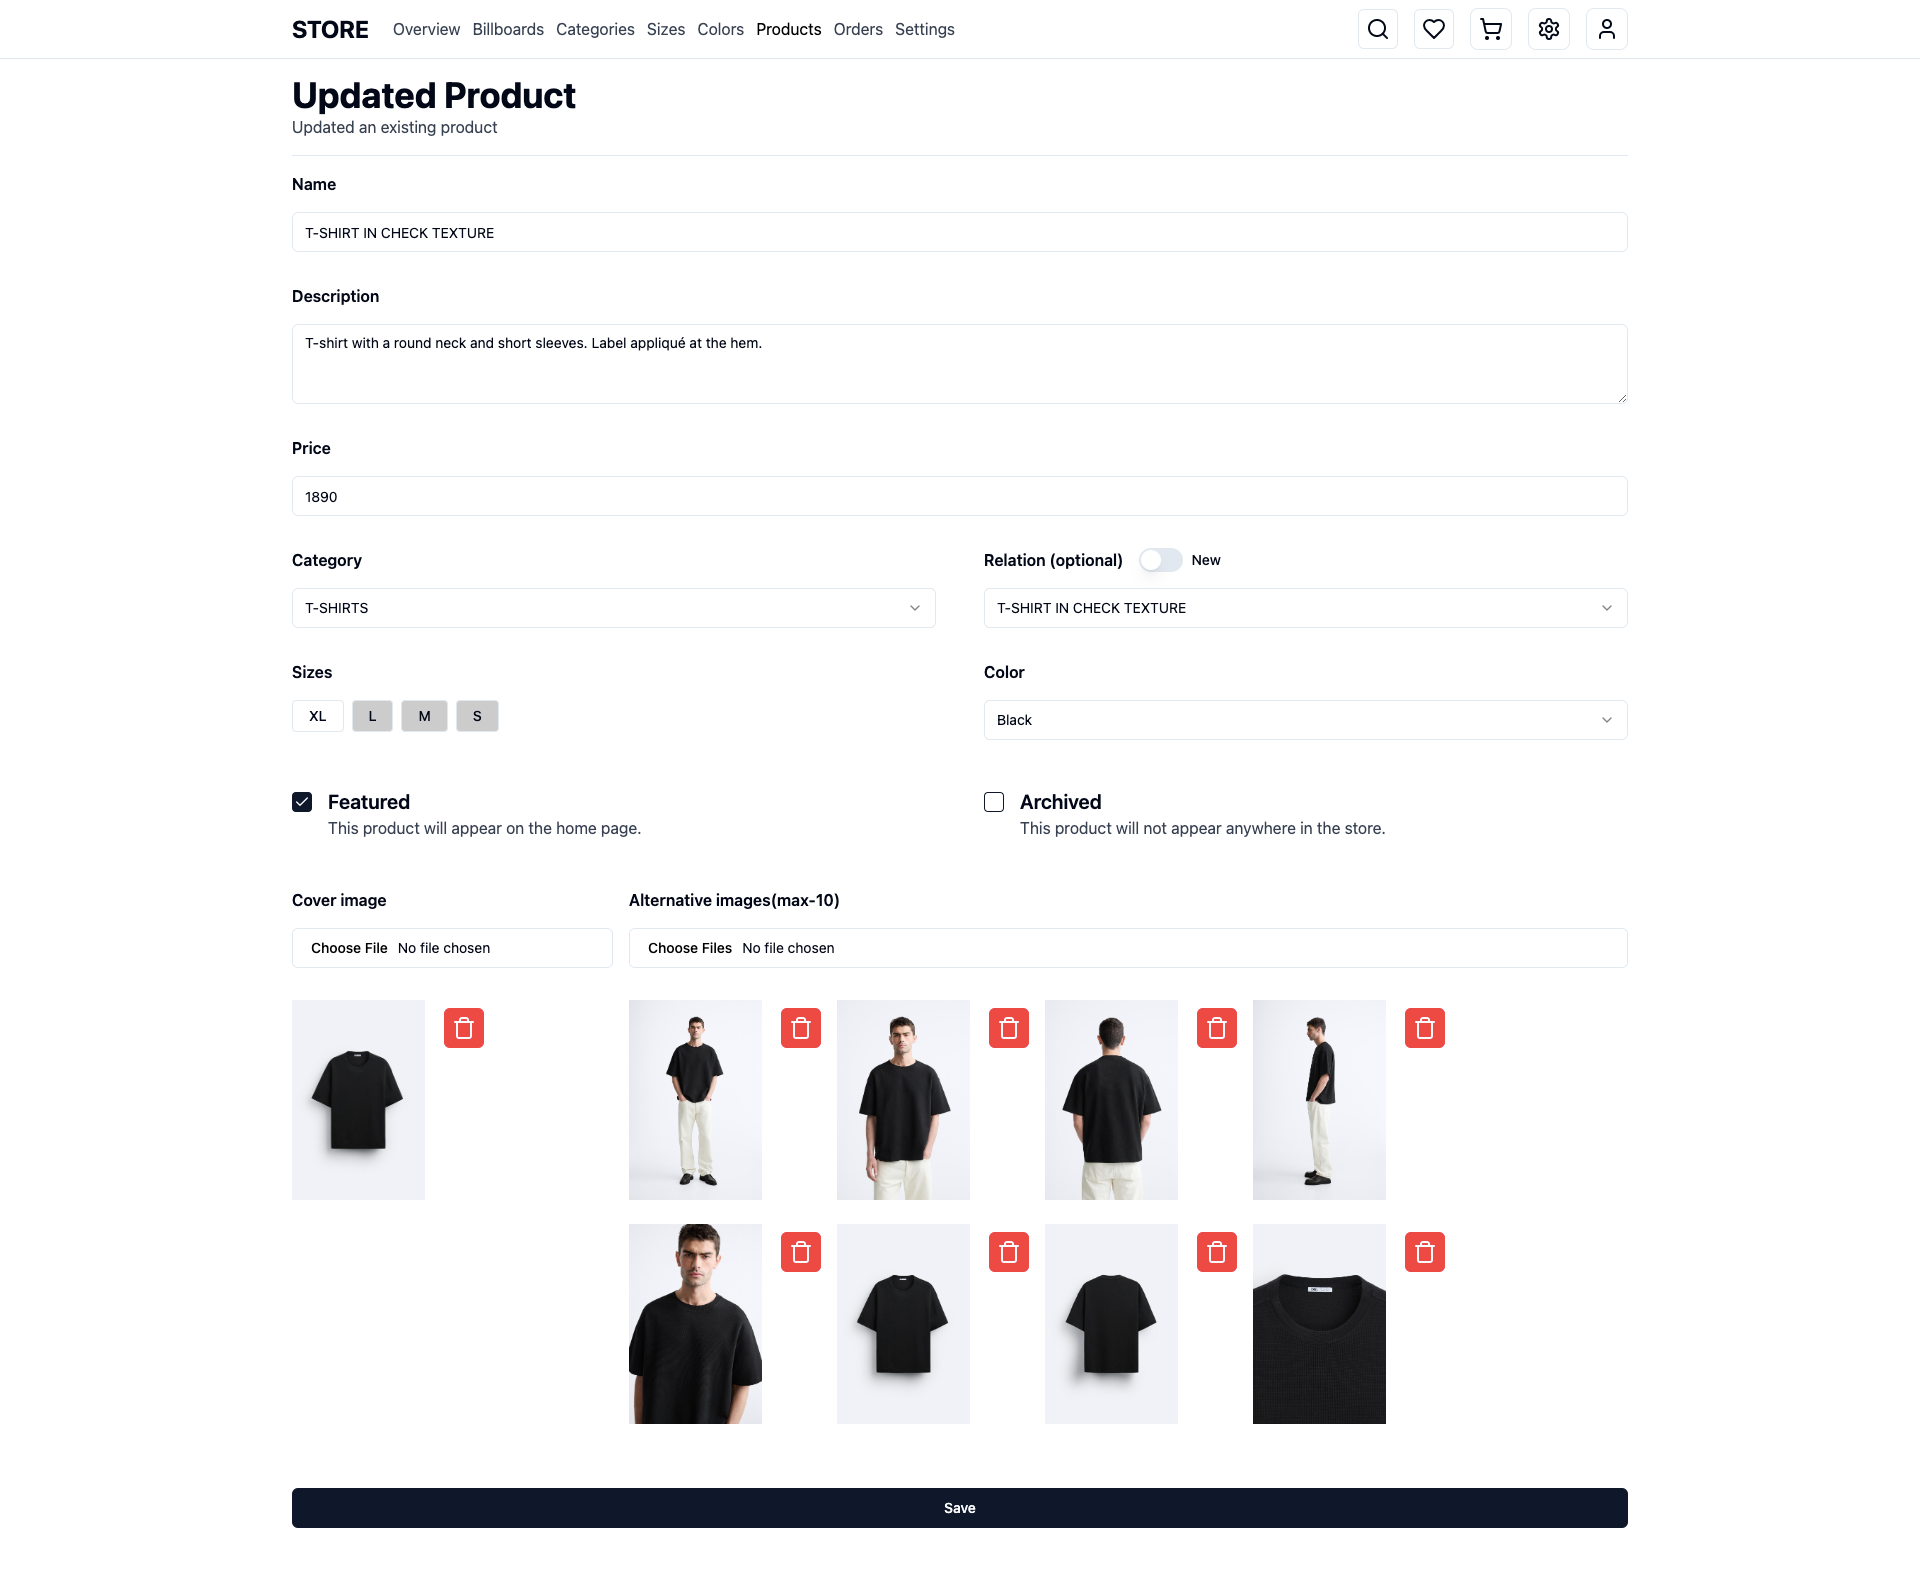 STORE Overview Billboards Categories Sizes Colors Products Orders Settings
Updated Product
Updated an existing product
Name
T-SHIRT IN CHECK TEXTURE
Description
T-shirt with a round neck and short sleeves. Label appliqué at the hem.
Price
1890
Category
T-SHIRTS
Relation (optional) New
T-SHIRT IN CHECK TEXTURE
Sizes
XL L M S
Color
Black
Featured
This product will appear on the home page.
Archived
This product will not appear anywhere in the store.
Cover image
Choose File No file chosen
Alternative images(max-10)
Choose Files No file chosen
Save